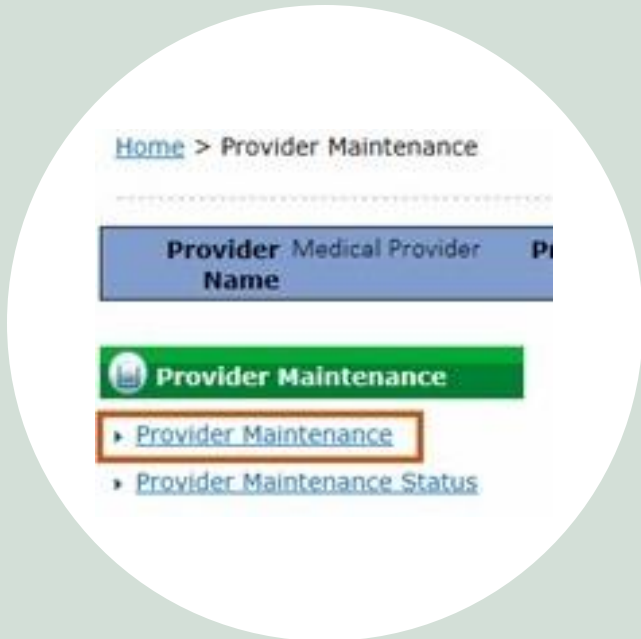 Home > Provider Maintenance
Provider Medical Provider
Name
Provider Maintenance
Provider Maintenance
Provider Maintenance Status